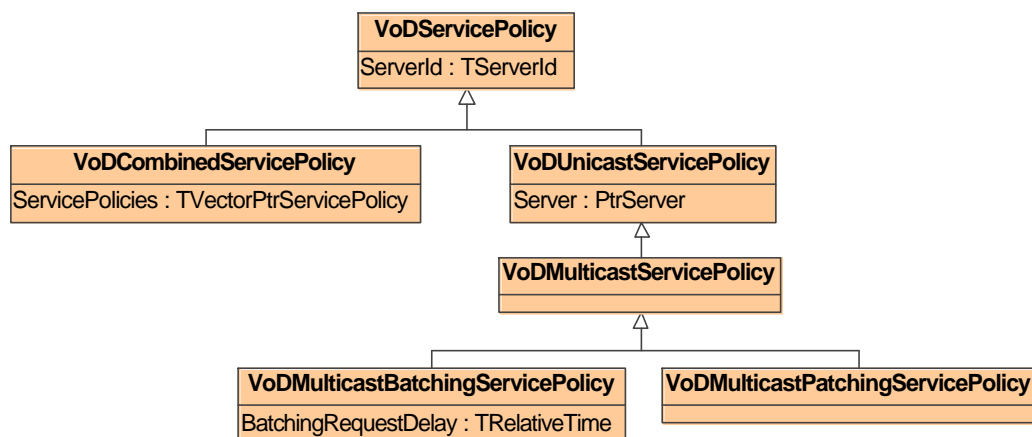 VoDServicePolicy
ServerId : TServerId
VoDCombinedServicePolicy
ServicePolicies : TVectorPtrServicePolicy
VoDUnicastServicePolicy
Server : PtrServer
VoDMulticastServicePolicy
VoDMulticastBatchingServicePolicy
BatchingRequestDelay : TRelativeTime
VoDMulticastPatchingServicePolicy